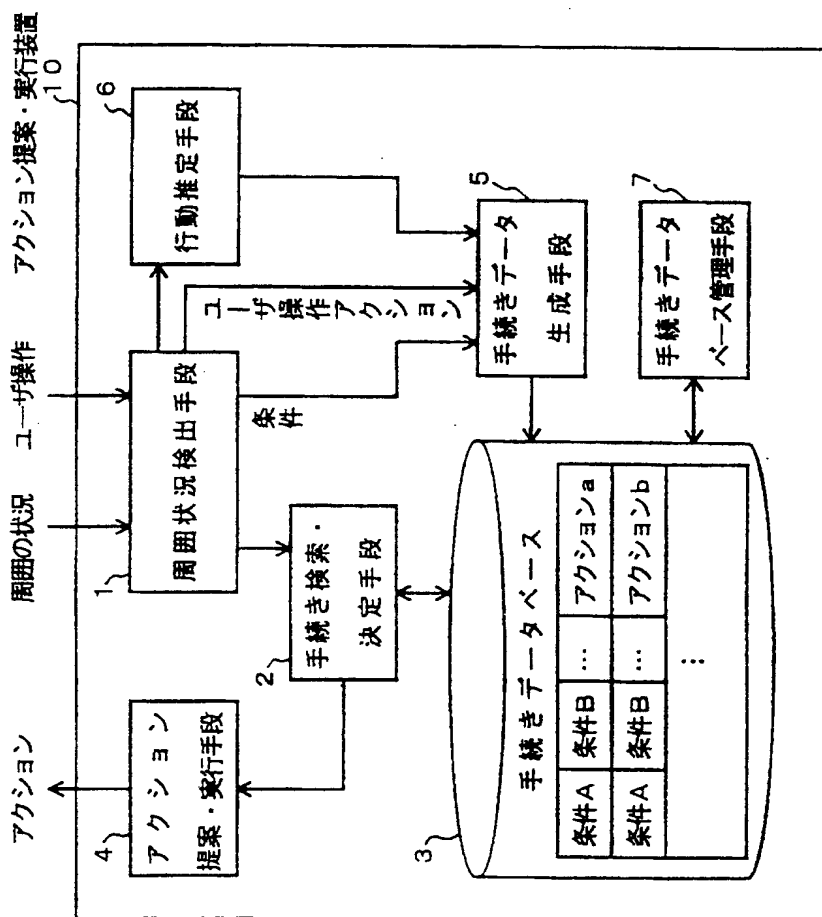 アクション提案・実行装置
10
アクション
周囲の状況
ユーザ操作
4
アクション
提案・実行手段
1
周囲状況検出手段
6
行動推定手段
2
手続き検索・
決定手段
条件
ユーザ操作アクション
5
手続きデータ
生成手段
3
手続きデータベース
条件A 条件B … アクションa
条件A 条件B … アクションb
⋮
7
手続きデータ
ベース管理手段